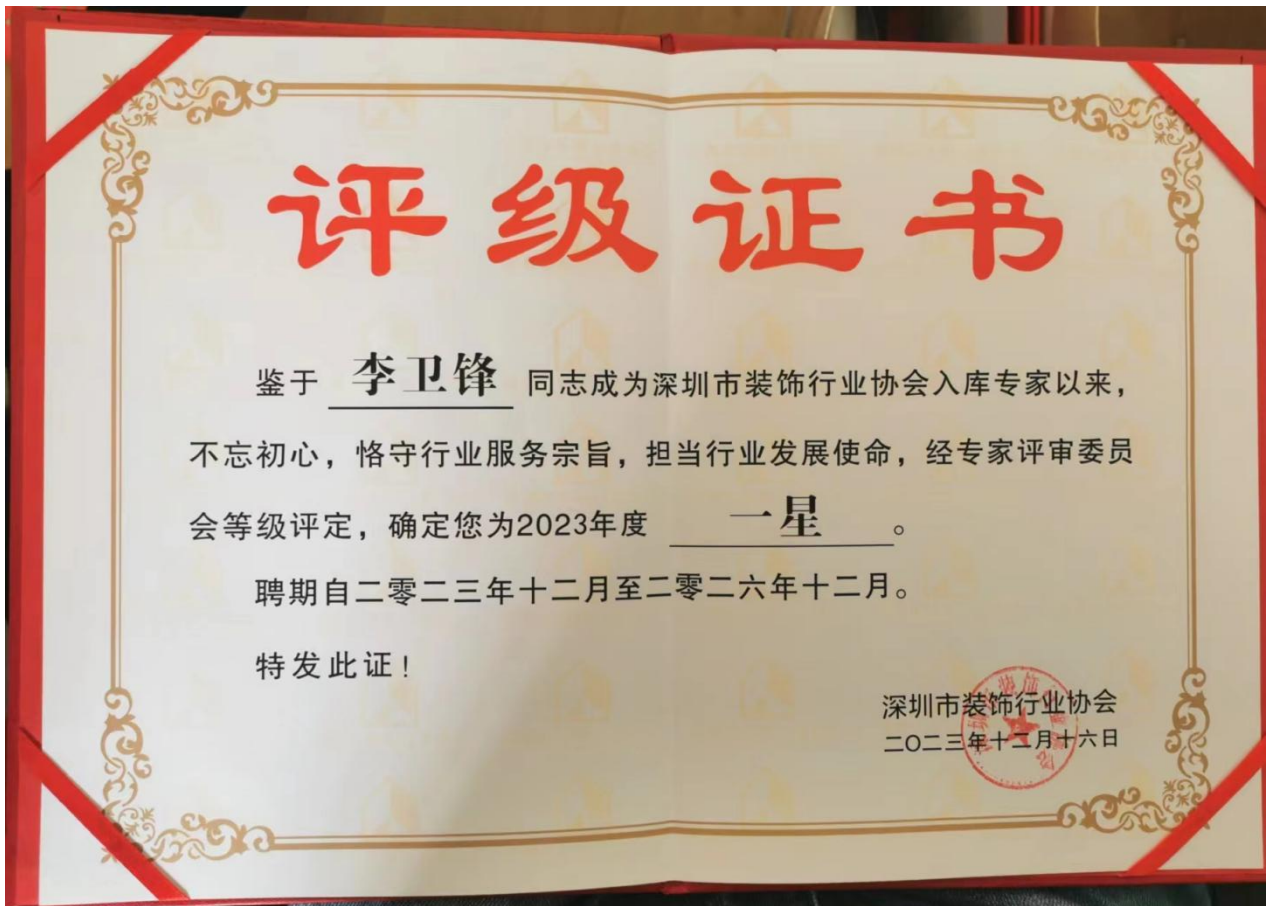 评级证书
鉴于 李卫锋 同志成为深圳市装饰行业协会入库专家以来，
不忘初心，恪守行业服务宗旨，担当行业发展使命，经专家评审委员
会等级评定，确定您为2023年度 一星 。
聘期自二零二三年十二月至二零二六年十二月。
特发此证！
深圳市装饰行业协会
二〇二三年十二月十六日